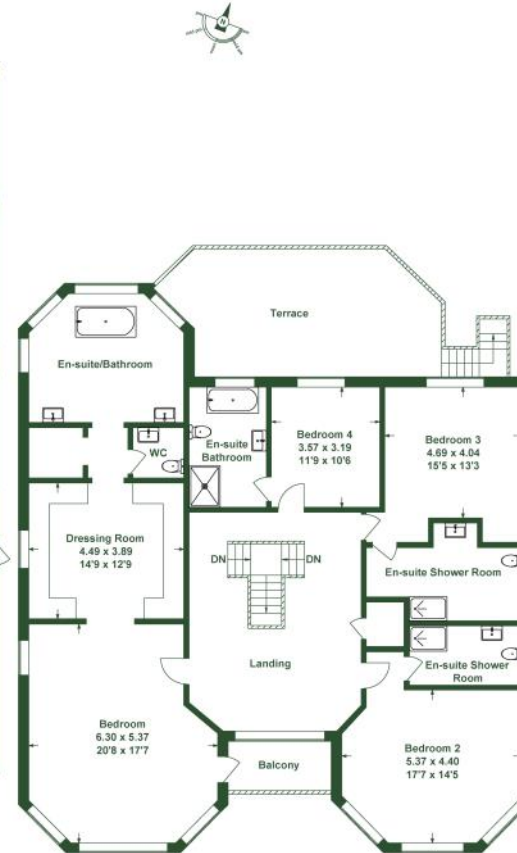 N
Terrace
En-suite/Bathroom
WC
En-suite
Bathroom
Bedroom 4
3.57 x 3.19
11'9 x 10'6
Bedroom 3
4.69 x 4.04
15'5 x 13'3
Dressing Room
4.49 x 3.89
14'9 x 12'9
DN
DN
En-suite Shower Room
Landing
En-suite Shower
Room
Bedroom
6.30 x 5.37
20'8 x 17'7
Balcony
Bedroom 2
5.37 x 4.40
17'7 x 14'5